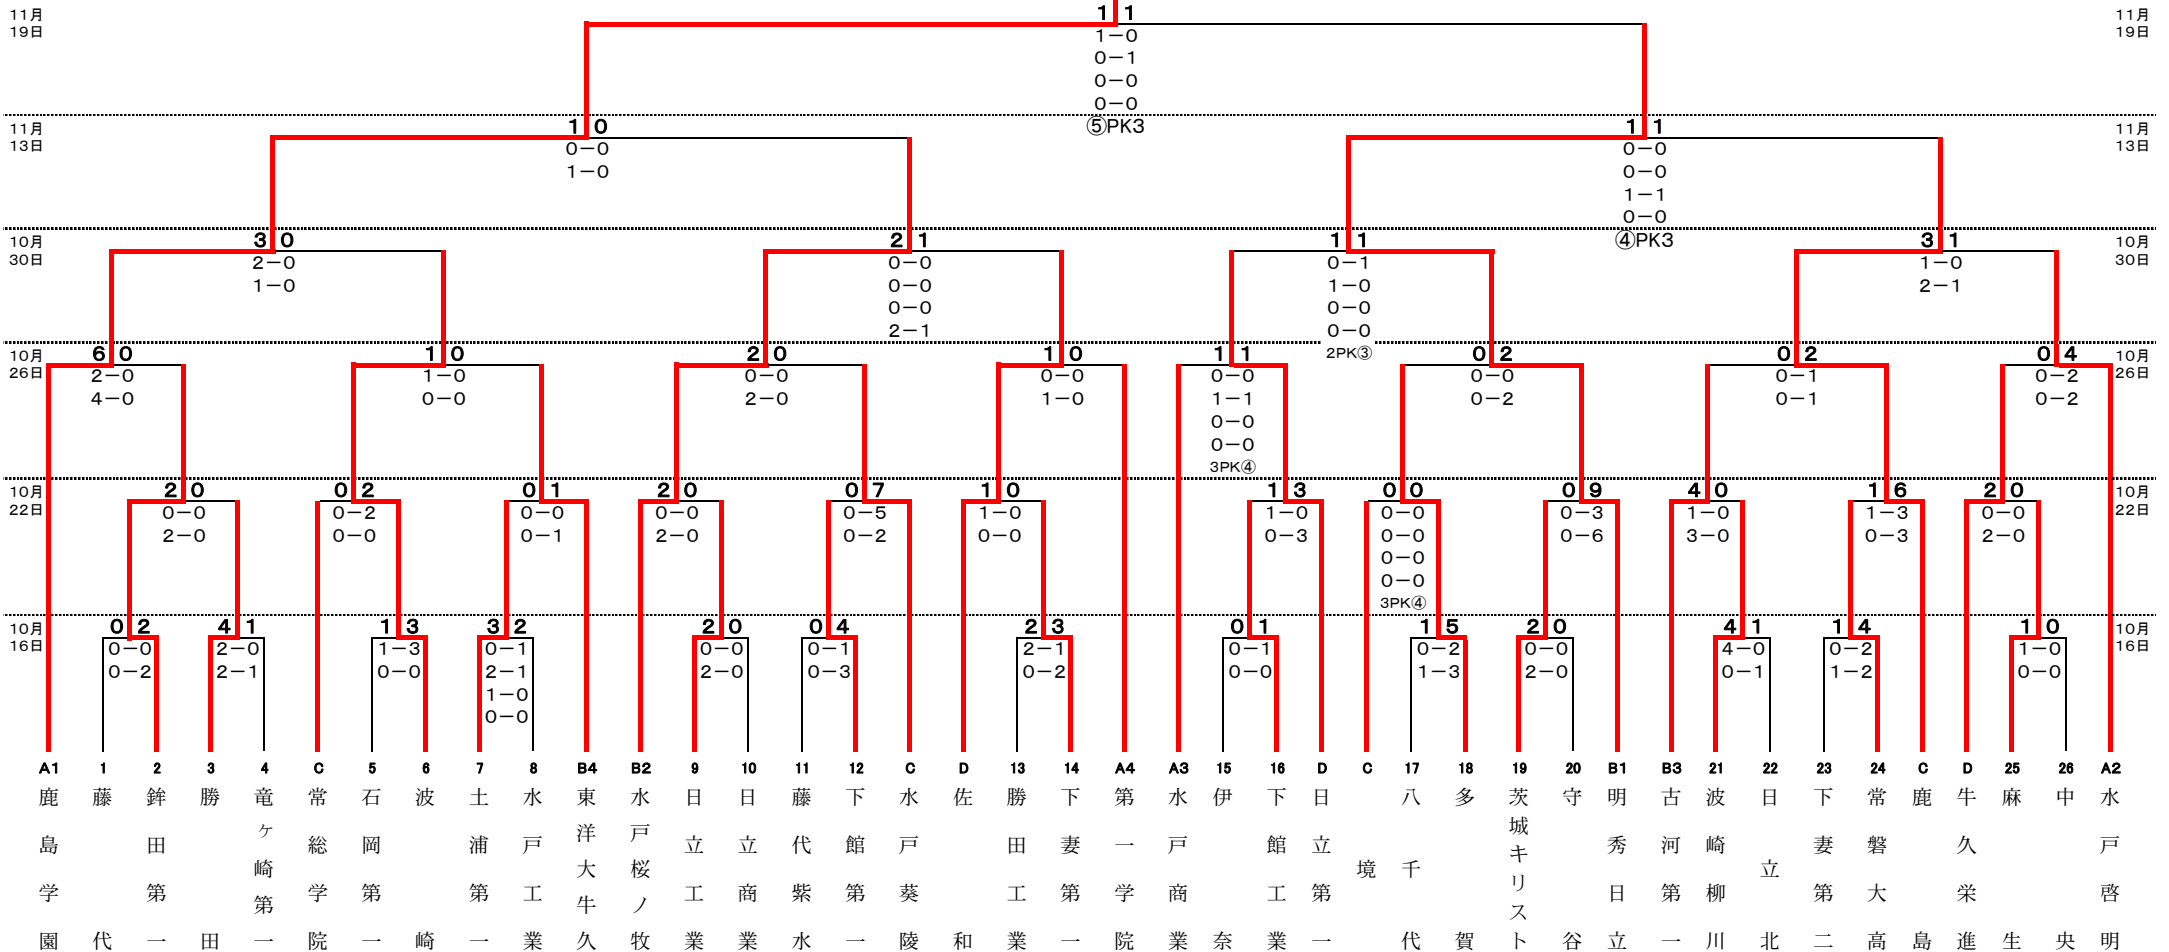 11月 1 1 11月
19日 1－0 19日
0－1
0－0
0－0
11月 1 0 ⑤PK3 1 1 11月
13日 0－0 0－0 13日
1－0 0－0
1－1
0－0
10月 3 0 2 1 1 1 ④PK3 3 1 10月
30日 2－0 0－0 0－1 1－0 30日
1－0 0－0 1－0 2－1
0－0 0－0
2－1 0－0
10月 6 0 1 0 2 0 1 0 1 1 2PK③ 0 2 0 2 0 4 10月
26日 2－0 1－0 0－0 0－0 0－0 0－0 0－1 0－2 26日
4－0 0－0 2－0 1－0 1－1 0－2 0－1 0－2
0－0
0－0
3PK④
10月 2 0 0 2 0 1 2 0 0 7 1 0 1 3 0 0 0 9 4 0 1 6 2 0 10月
22日 0－0 0－2 0－0 0－0 0－5 1－0 1－0 0－0 0－3 1－0 1－3 0－0 22日
2－0 0－0 0－1 2－0 0－2 0－0 0－3 0－0 0－6 3－0 0－3 2－0
0－0
0－0
3PK④
10月 0 2 4 1 1 3 3 2 2 0 0 4 2 3 0 1 1 5 2 0 4 1 1 4 1 0 10月
16日 0－0 2－0 1－3 0－1 0－0 0－1 2－1 0－1 0－2 0－0 4－0 0－2 1－0 16日
0－2 2－1 0－0 2－1 2－0 0－3 0－2 0－0 1－3 2－0 0－1 1－2 0－0
1－0
0－0
A1 1 2 3 4 C 5 6 7 8 B4 B2 9 10 11 12 C D 13 14 A4 A3 15 16 D C 17 18 19 20 B1 B3 21 22 23 24 C D 25 26 A2
鹿島学園
藤代
鉾田第一
勝田
竜ヶ崎第一
常総学院
石岡第一
波崎
土浦第一
水戸工業
東洋大牛久
水戸桜ノ牧
日立工業
日立商業
藤代紫水
下館第一
水戸葵陵
佐和
勝田工業
下妻第一
第一学院
水戸商業
伊奈
下館工業
日立第一
境
八千代
多賀
茨城キリスト
守谷
明秀日立
古河第一
波崎柳川
日立北
下妻第二
常磐大高
鹿島
牛久栄進
麻生
中央
水戸啓明